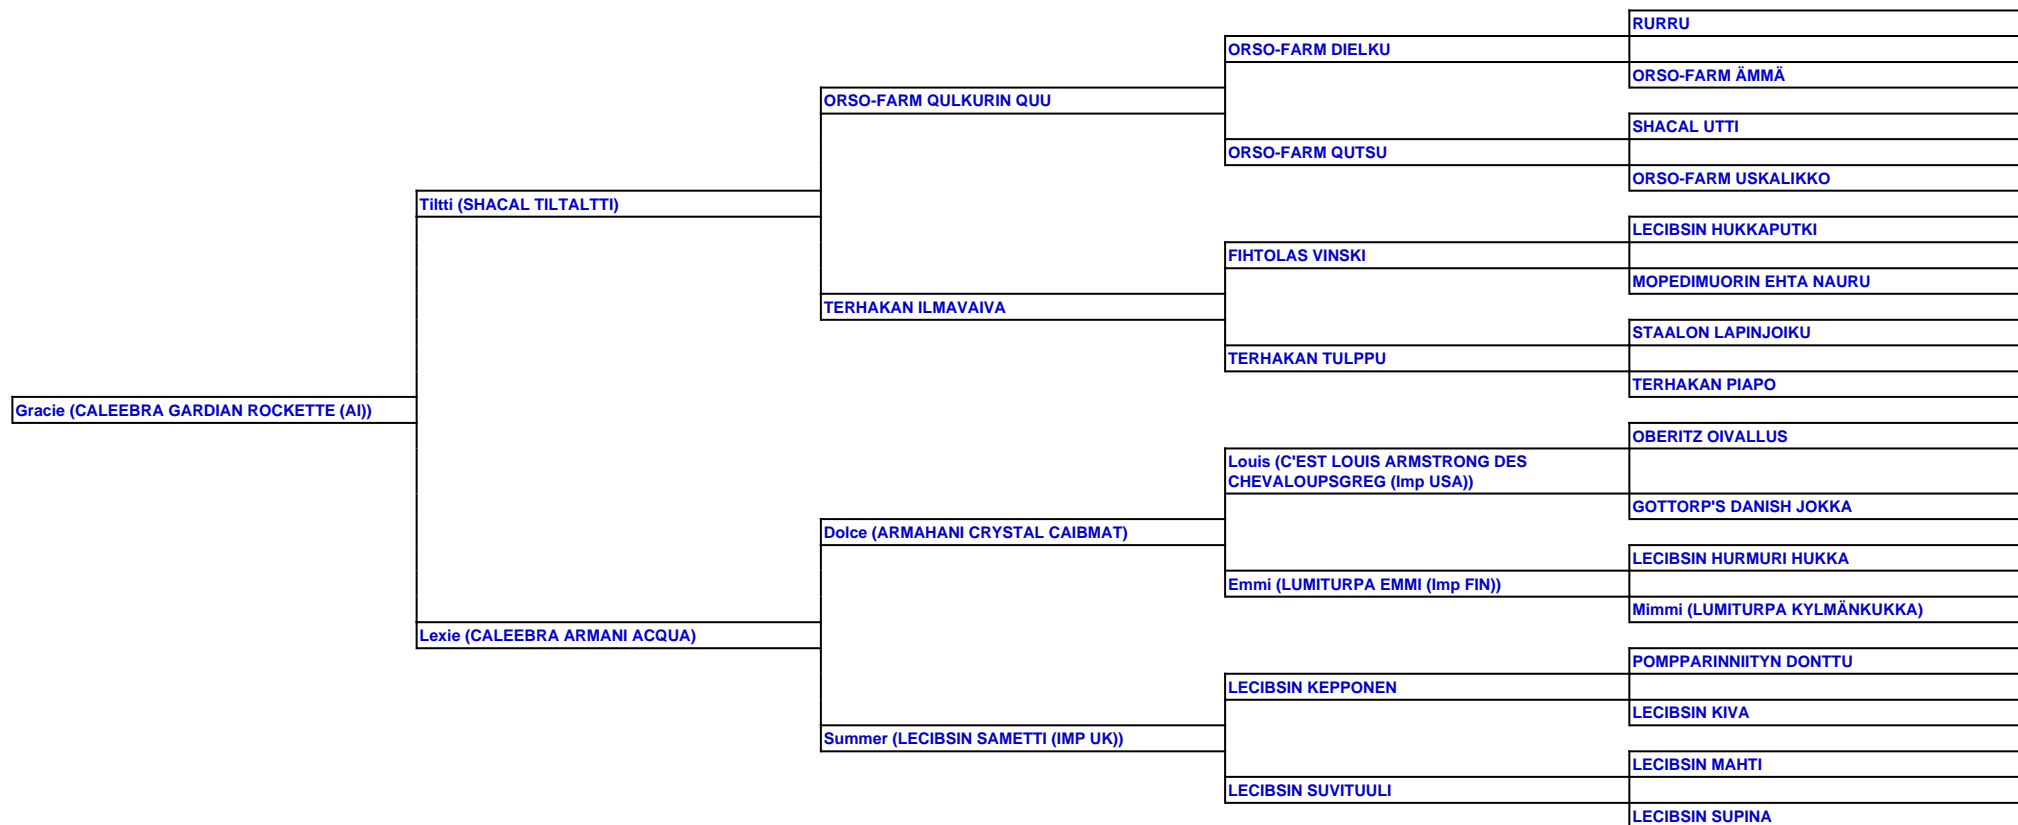 RURRU
ORSO-FARM DIELKU
ORSO-FARM ÄMMÄ
ORSO-FARM QULKURIN QUU
SHACAL UTTI
ORSO-FARM QUTSU
ORSO-FARM USKALIKKO
Tiltti (SHACAL TILTALTTI)
LECIBSIN HUKKAPUTKI
FIHTOLAS VINSKI
MOPEDIMUORIN EHTA NAURU
TERHAKAN ILMAVAIVA
STAALON LAPINJOIKU
TERHAKAN TULPPU
TERHAKAN PIAPO
Gracie (CALEEBRA GARDIAN ROCKETTE (AI))
OBERITZ OIVALLUS
Louis (C'EST LOUIS ARMSTRONG DES
CHEVALOUPSGREG (Imp USA))
GOTTORP'S DANISH JOKKA
Dolce (ARMAHANI CRYSTAL CAIBMAT)
LECIBSIN HURMURI HUKKA
Emmi (LUMITURPA EMMI (Imp FIN))
Mimmi (LUMITURPA KYLMÄNKUKKA)
Lexie (CALEEBRA ARMANI ACQUA)
POMPPARINNIITYN DONTTU
LECIBSIN KEPPONEN
LECIBSIN KIVA
Summer (LECIBSIN SAMETTI (IMP UK))
LECIBSIN MAHTI
LECIBSIN SUVITUULI
LECIBSIN SUPINA